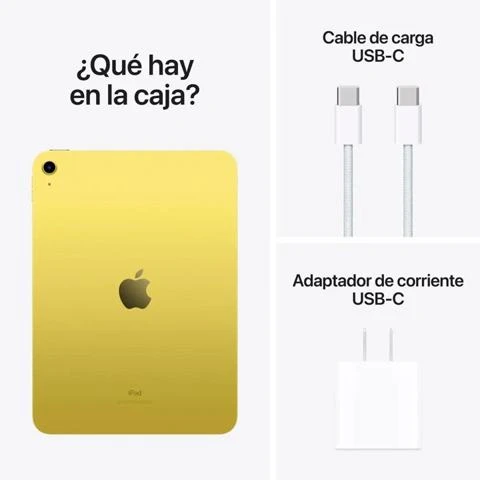 ¿Qué hay
en la caja?
iPad
Cable de carga
USB-C
Adaptador de corriente
USB-C